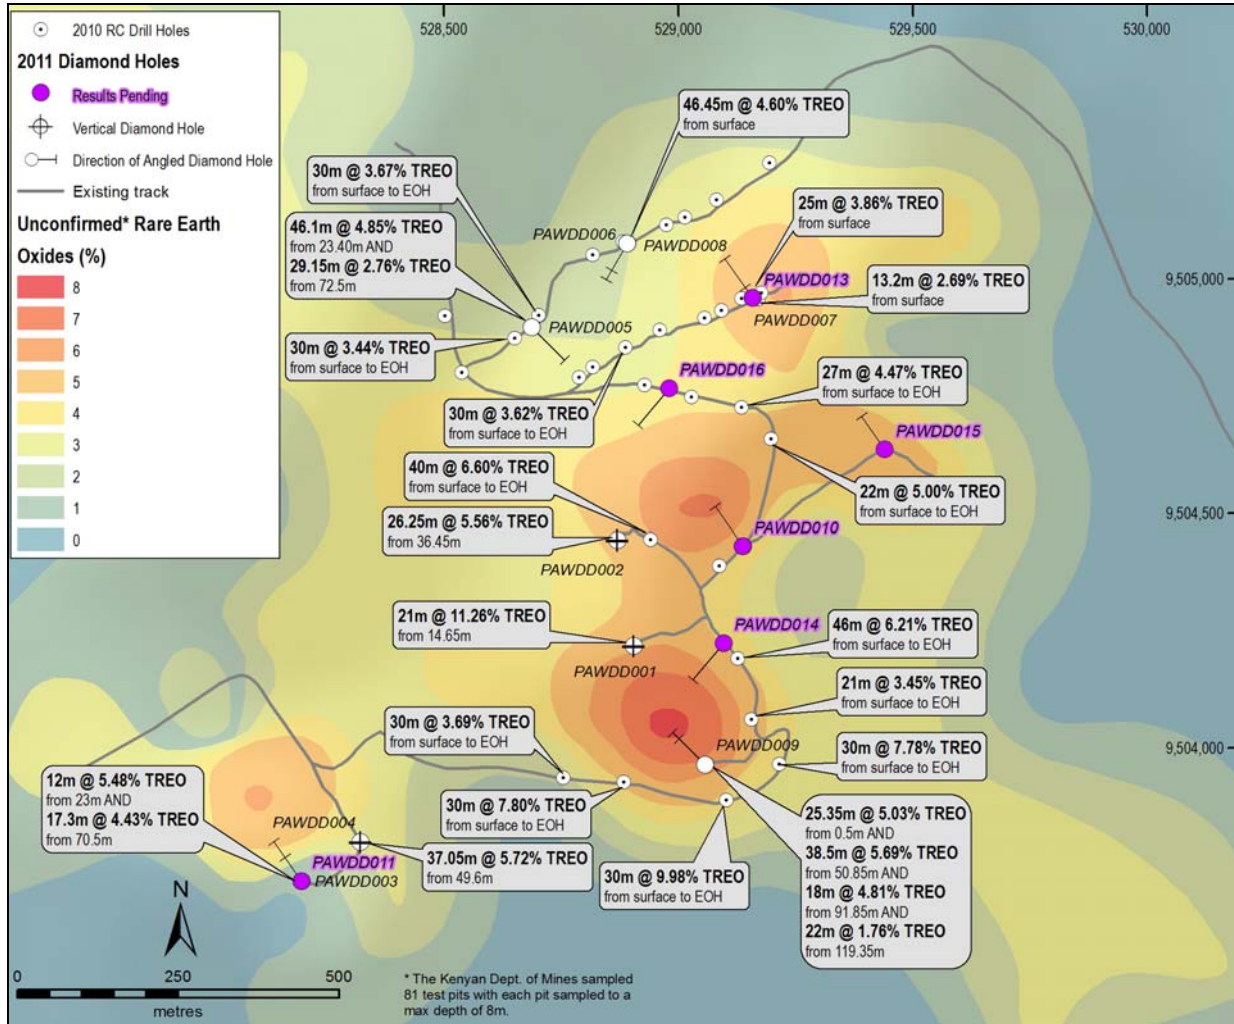 2010 RC Drill Holes
2011 Diamond Holes
Results Pending
Vertical Diamond Hole
Direction of Angled Diamond Hole
Existing track
Unconfirmed* Rare Earth
Oxides (%)
8
7
6
5
4
3
2
1
0
528,500
529,000
529,500
530,000
9,505,000
9,504,500
9,504,000
46.45m @ 4.60% TREO
from surface
30m @ 3.67% TREO
from surface to EOH
46.1m @ 4.85% TREO
from 23.40m AND
29.15m @ 2.76% TREO
from 72.5m
30m @ 3.44% TREO
from surface to EOH
PAWDD006
PAWDD008
PAWDD005
25m @ 3.86% TREO
from surface
PAWDD013
13.2m @ 2.69% TREO
from surface
PAWDD007
PAWDD016
27m @ 4.47% TREO
from surface to EOH
30m @ 3.62% TREO
from surface to EOH
PAWDD015
40m @ 6.60% TREO
from surface to EOH
22m @ 5.00% TREO
from surface to EOH
26.25m @ 5.56% TREO
from 36.45m
PAWDD002
PAWDD010
21m @ 11.26% TREO
from 14.65m
PAWDD001
PAWDD014
46m @ 6.21% TREO
from surface to EOH
21m @ 3.45% TREO
from surface to EOH
30m @ 3.69% TREO
from surface to EOH
PAWDD009
30m @ 7.78% TREO
from surface to EOH
12m @ 5.48% TREO
from 23m AND
17.3m @ 4.43% TREO
from 70.5m
PAWDD004
PAWDD011
PAWDD003
30m @ 7.80% TREO
from surface to EOH
37.05m @ 5.72% TREO
from 49.6m
30m @ 9.98% TREO
from surface to EOH
25.35m @ 5.03% TREO
from 0.5m AND
38.5m @ 5.69% TREO
from 50.85m AND
18m @ 4.81% TREO
from 91.85m AND
22m @ 1.76% TREO
from 119.35m
N
0 250 500
metres
* The Kenyan Dept. of Mines sampled
81 test pits with each pit sampled to a
max depth of 8m.